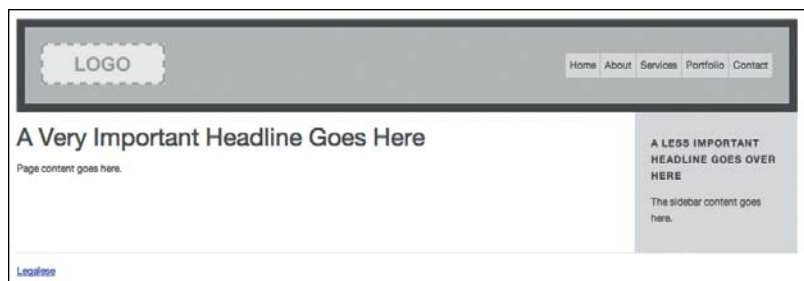 LOGO
Home About Services Portfolio Contact
A Very Important Headline Goes Here
Page content goes here.
A LESS IMPORTANT
HEADLINE GOES OVER
HERE
The sidebar content goes
here.
Legalese